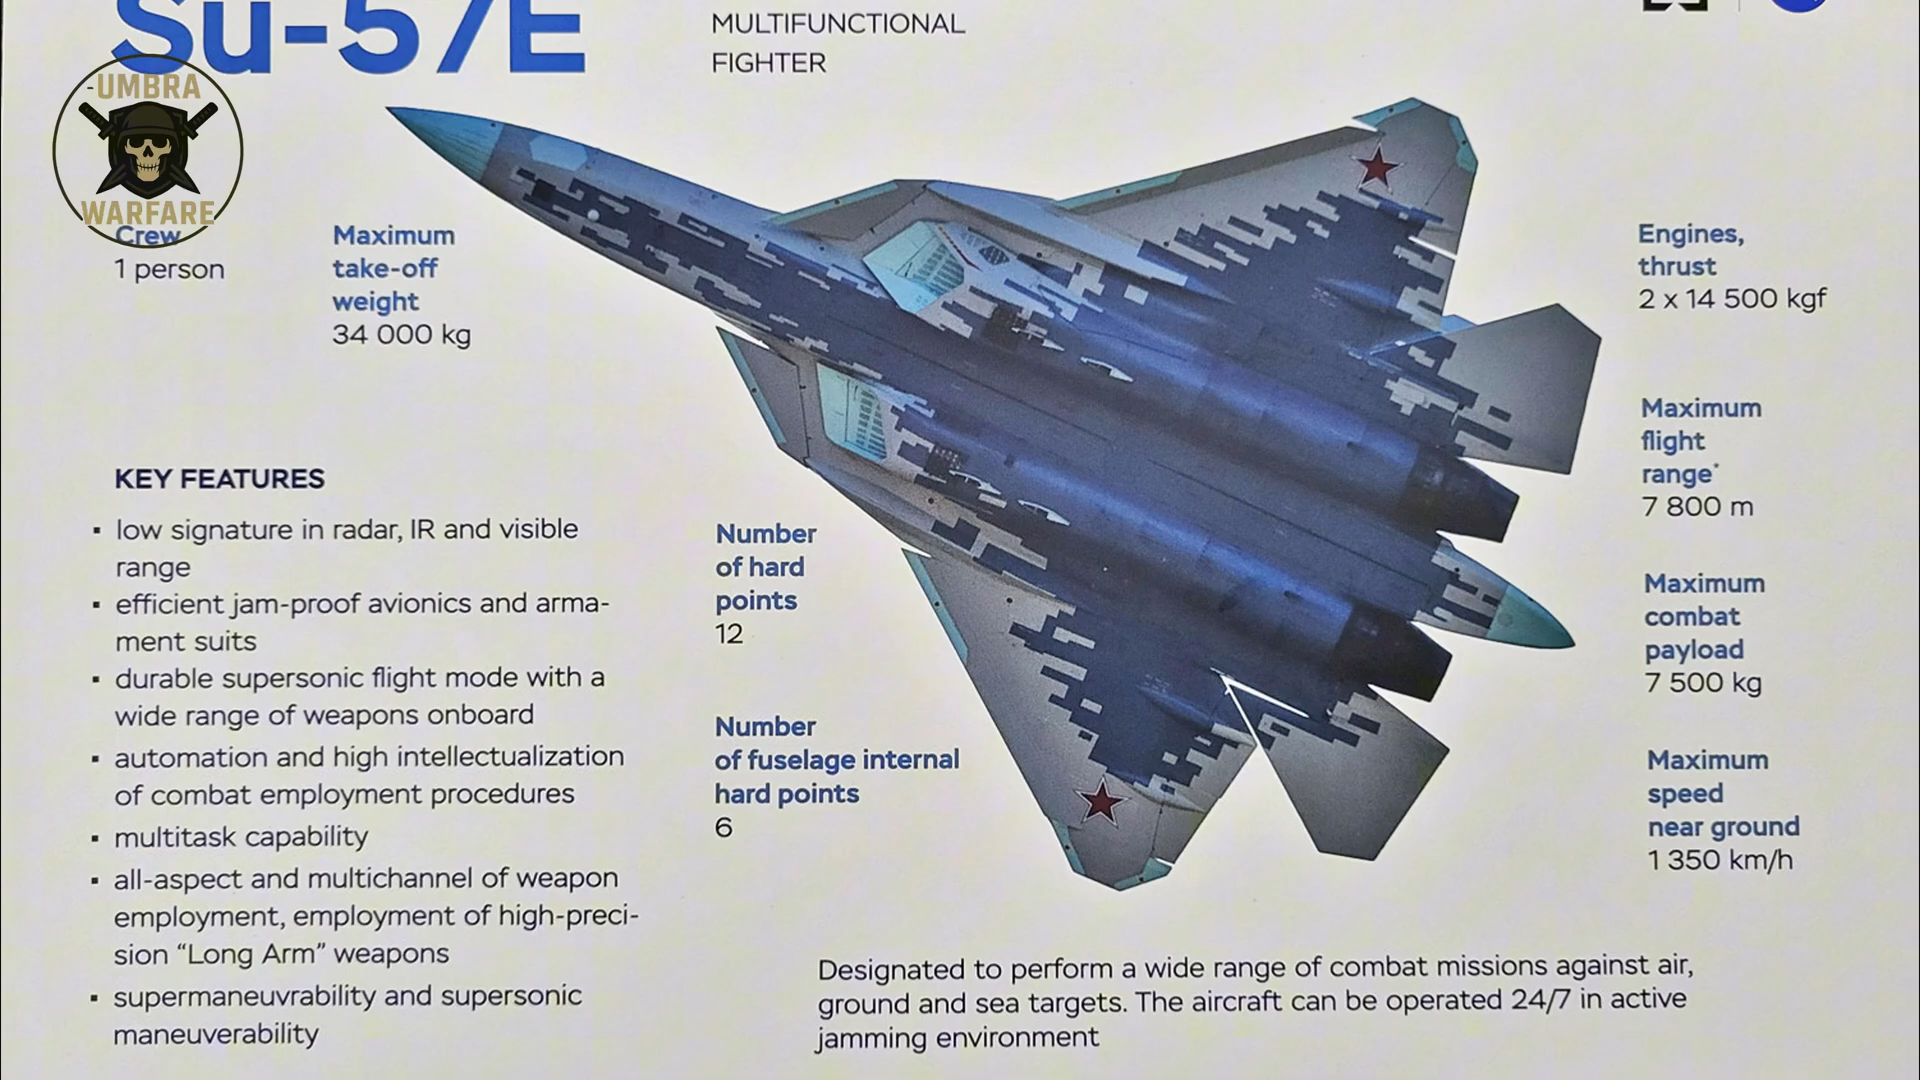 Su-57E
MULTIFUNCTIONAL
FIGHTER
UMBRA
WARFARE
Crew
1 person
Maximum
take-off
weight
34 000 kg
Engines,
thrust
2 x 14 500 kgf
Maximum
flight
range*
7 800 m
Maximum
combat
payload
7 500 kg
Maximum
speed
near ground
1 350 km/h
KEY FEATURES
▪ low signature in radar, IR and visible
range
▪ efficient jam-proof avionics and arma-
ment suits
▪ durable supersonic flight mode with a
wide range of weapons onboard
▪ automation and high intellectualization
of combat employment procedures
▪ multitask capability
▪ all-aspect and multichannel of weapon
employment, employment of high-preci-
sion “Long Arm” weapons
▪ supermaneuvrability and supersonic
maneuverability
Number
of hard
points
12
Number
of fuselage internal
hard points
6
Designated to perform a wide range of combat missions against air,
ground and sea targets. The aircraft can be operated 24/7 in active
jamming environment